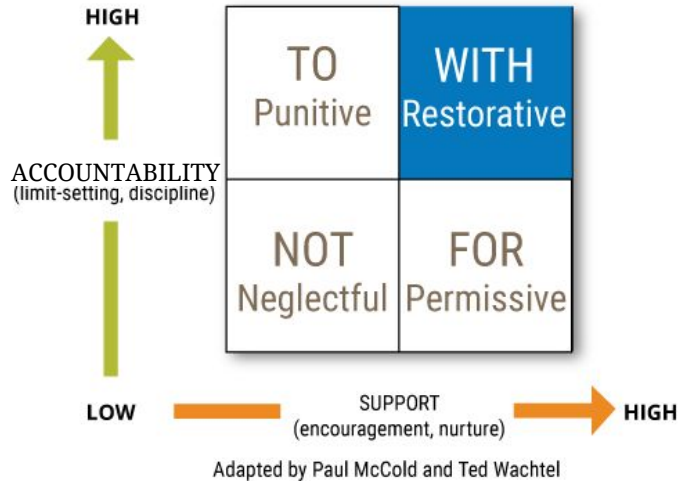 HIGH
TO
Punitive
WITH
Restorative
ACCOUNTABILITY
(limit-setting, discipline)
NOT
Neglectful
FOR
Permissive
LOW
SUPPORT
(encouragement, nurture)
HIGH
Adapted by Paul McCold and Ted Wachtel